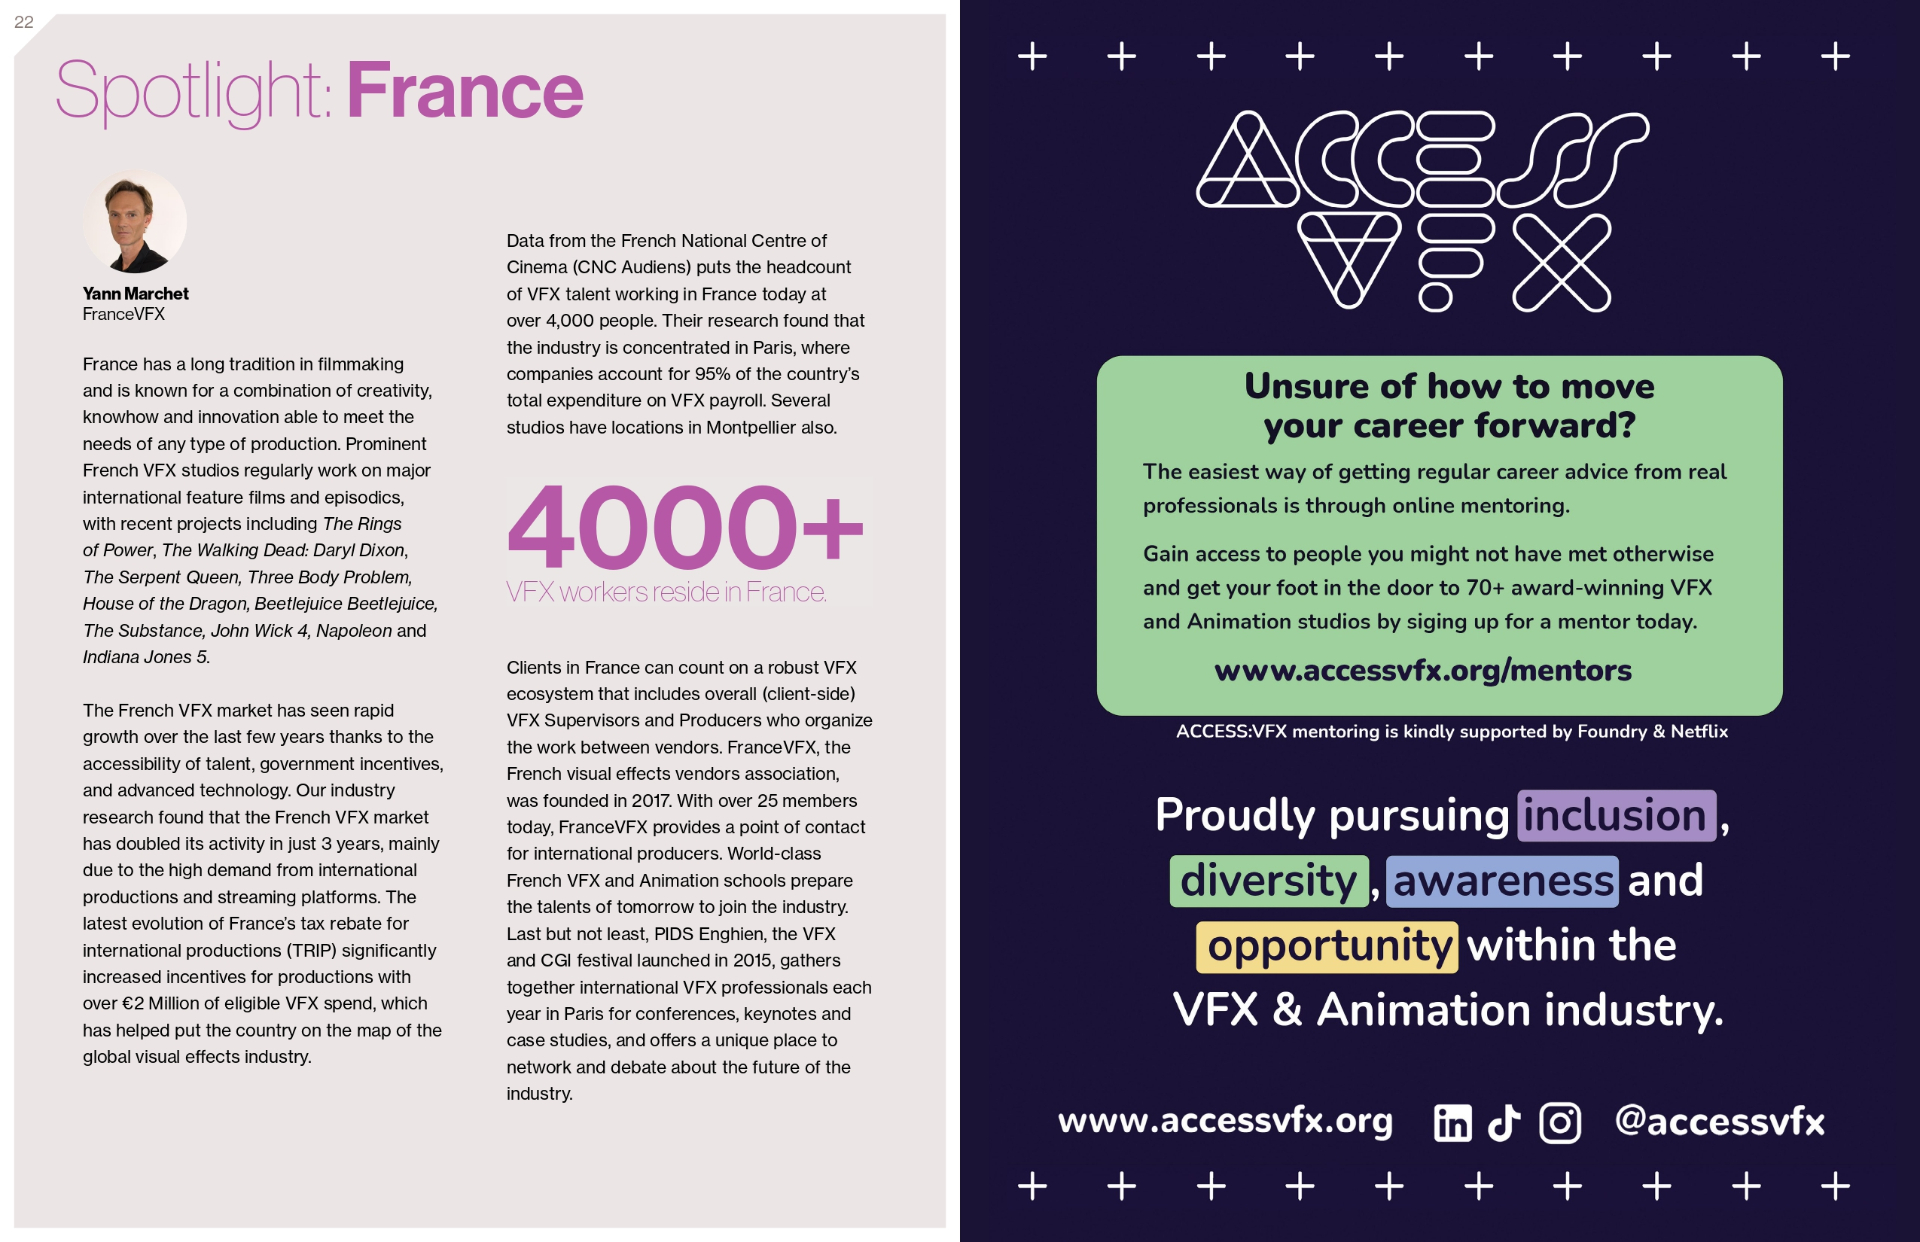 22
Spotlight: France
Yann Marchet
FranceVFX
France has a long tradition in filmmaking
and is known for a combination of creativity,
knowhow and innovation able to meet the
needs of any type of production. Prominent
French VFX studios regularly work on major
international feature films and episodics,
with recent projects including The Rings
of Power, The Walking Dead: Daryl Dixon,
The Serpent Queen, Three Body Problem,
House of the Dragon, Beetlejuice Beetlejuice,
The Substance, John Wick 4, Napoleon and
Indiana Jones 5.
The French VFX market has seen rapid
growth over the last few years thanks to the
accessibility of talent, government incentives,
and advanced technology. Our industry
research found that the French VFX market
has doubled its activity in just 3 years, mainly
due to the high demand from international
productions and streaming platforms. The
latest evolution of France’s tax rebate for
international productions (TRIP) significantly
increased incentives for productions with
over €2 Million of eligible VFX spend, which
has helped put the country on the map of the
global visual effects industry.
Data from the French National Centre of
Cinema (CNC Audiens) puts the headcount
of VFX talent working in France today at
over 4,000 people. Their research found that
the industry is concentrated in Paris, where
companies account for 95% of the country’s
total expenditure on VFX payroll. Several
studios have locations in Montpellier also.
4000+
VFX workers reside in France.
Clients in France can count on a robust VFX
ecosystem that includes overall (client-side)
VFX Supervisors and Producers who organize
the work between vendors. FranceVFX, the
French visual effects vendors association,
was founded in 2017. With over 25 members
today, FranceVFX provides a point of contact
for international producers. World-class
French VFX and Animation schools prepare
the talents of tomorrow to join the industry.
Last but not least, PIDS Enghien, the VFX
and CGI festival launched in 2015, gathers
together international VFX professionals each
year in Paris for conferences, keynotes and
case studies, and offers a unique place to
network and debate about the future of the
industry.
ACCESS
VFX
Unsure of how to move
your career forward?
The easiest way of getting regular career advice from real
professionals is through online mentoring.
Gain access to people you might not have met otherwise
and get your foot in the door to 70+ award-winning VFX
and Animation studios by siging up for a mentor today.
www.accessvfx.org/mentors
ACCESS:VFX mentoring is kindly supported by Foundry & Netflix
Proudly pursuing inclusion,
diversity, awareness and
opportunity within the
VFX & Animation industry.
www.accessvfx.org in @accessvfx